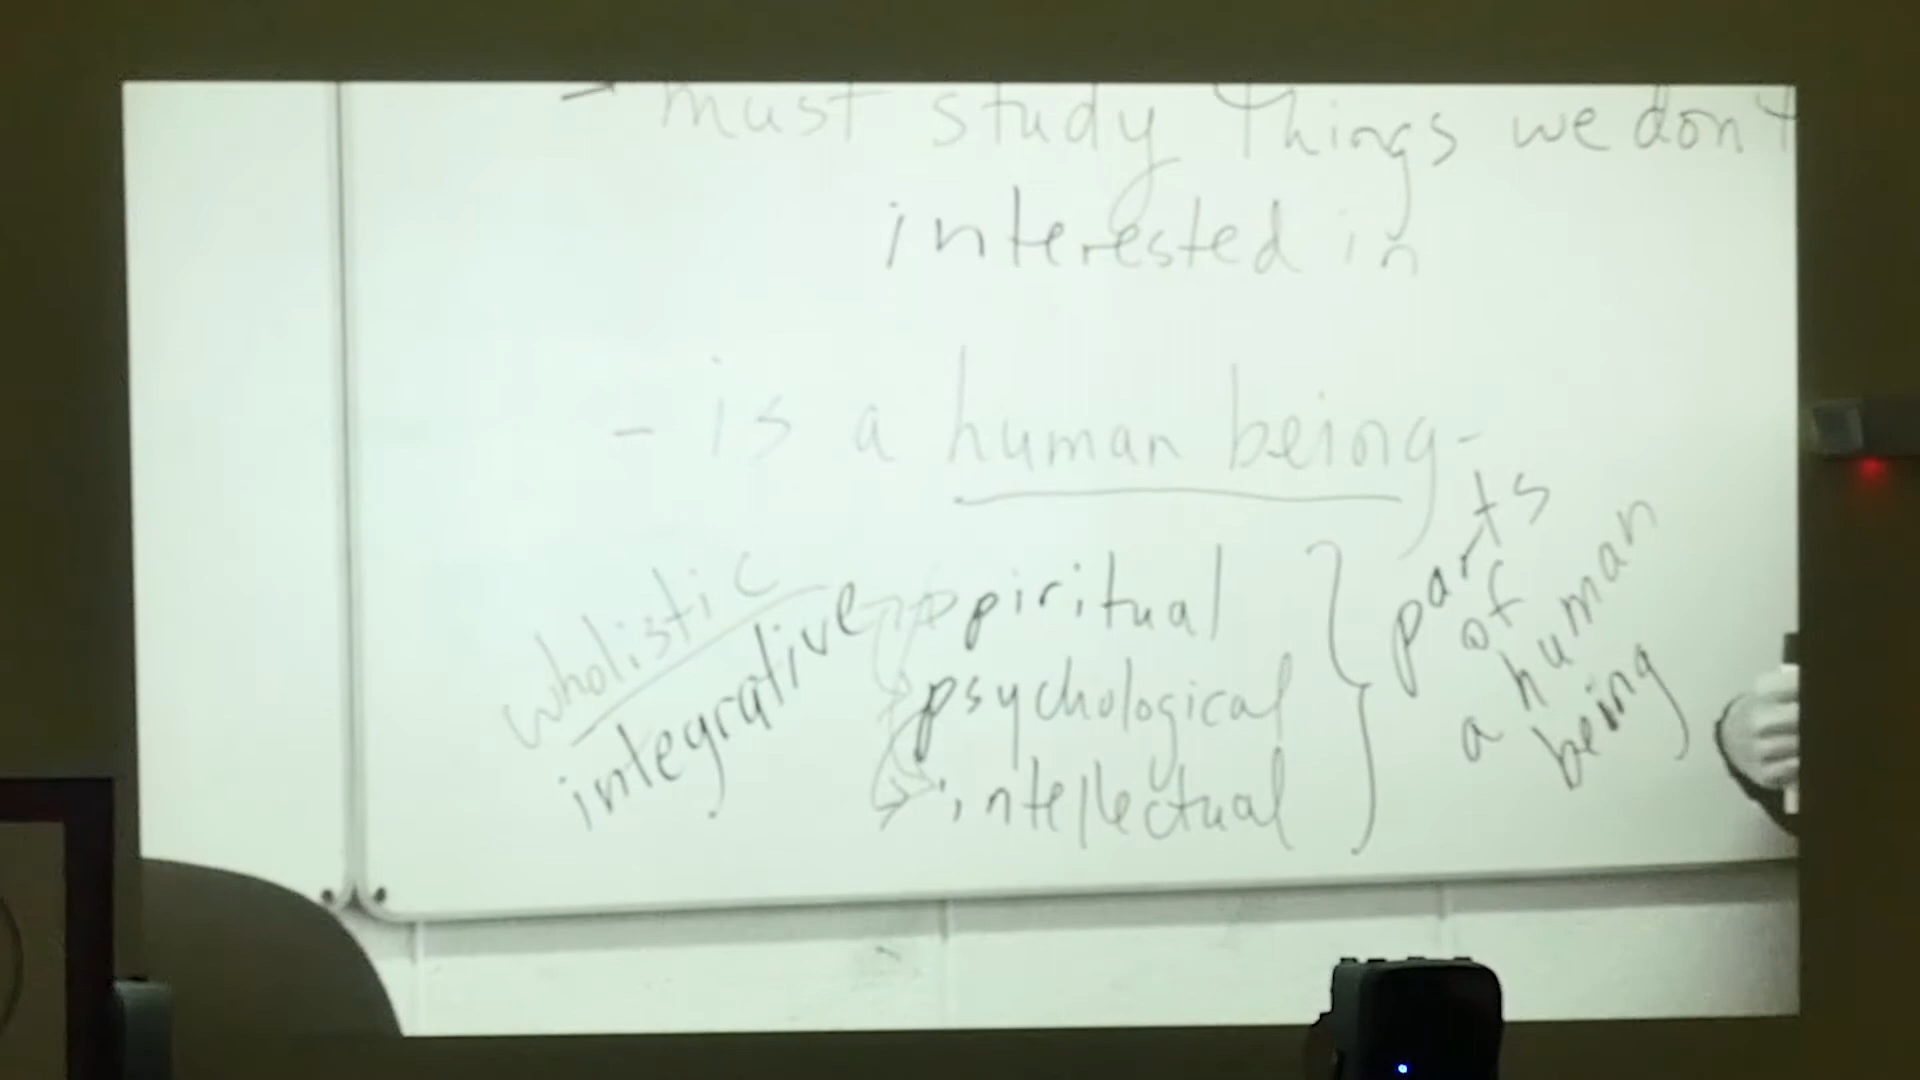 - must study things we don't
interested in
- is a human being -
wholistic
integrative
spiritual
psychological
intellectual
parts
of
a human
being